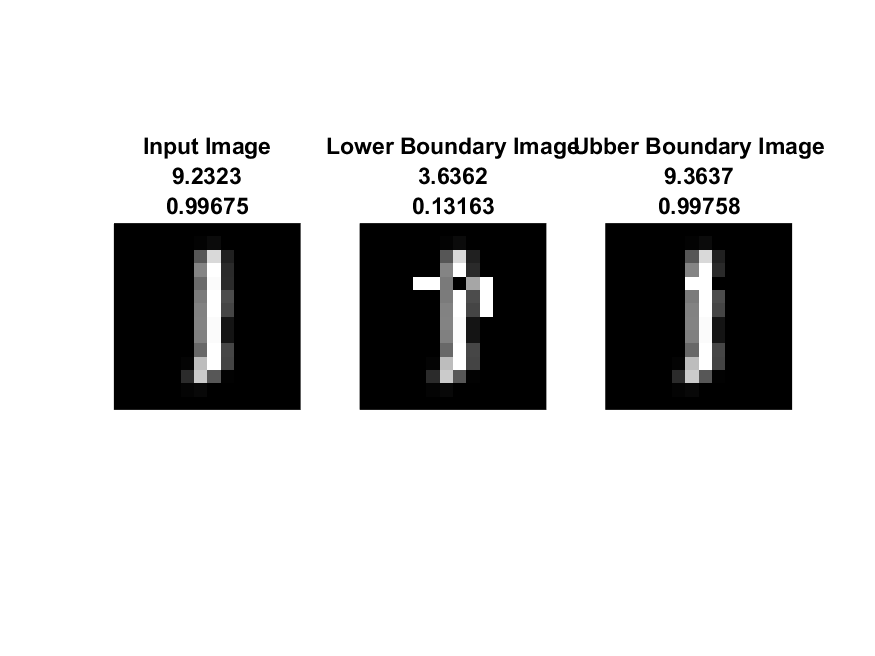 Input Image
9.2323
0.99675
Lower Boundary Image
3.6362
0.13163
Ubber Boundary Image
9.3637
0.99758